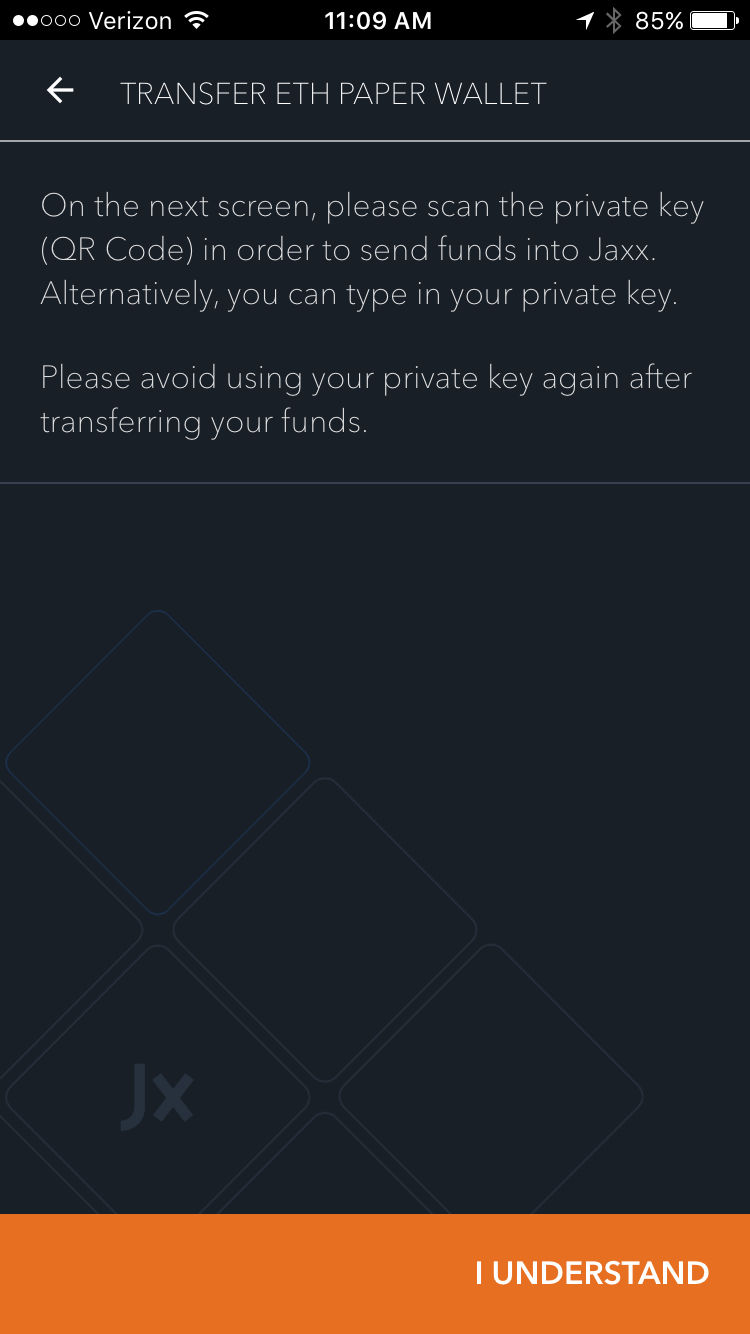 Verizon 11:09 AM 85%
TRANSFER ETH PAPER WALLET
On the next screen, please scan the private key
(QR Code) in order to send funds into Jaxx.
Alternatively, you can type in your private key.
Please avoid using your private key again after
transferring your funds.
Jx
I UNDERSTAND